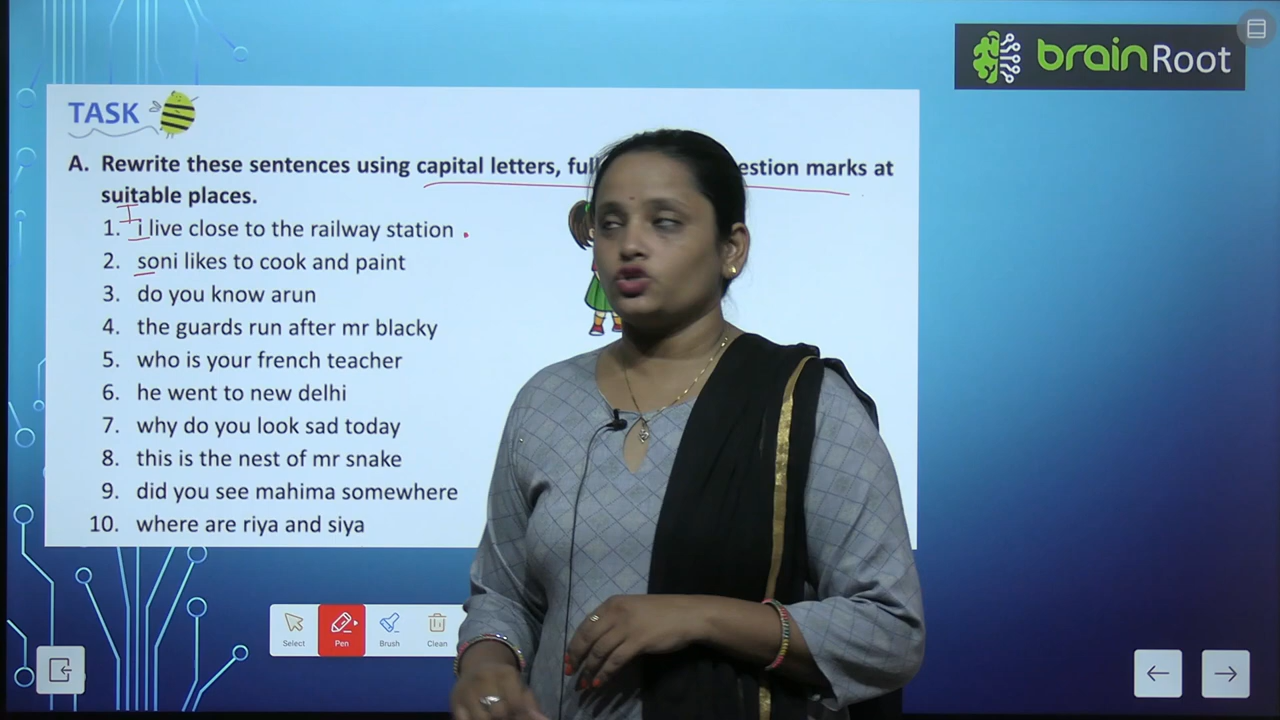 brainRoot
TASK
A. Rewrite these sentences using capital letters, full estion marks at
suitable places.
I
1. i live close to the railway station .
2. soni likes to cook and paint
3. do you know arun
4. the guards run after mr blacky
5. who is your french teacher
6. he went to new delhi
7. why do you look sad today
8. this is the nest of mr snake
9. did you see mahima somewhere
10. where are riya and siya
Select Pen Brush Clean